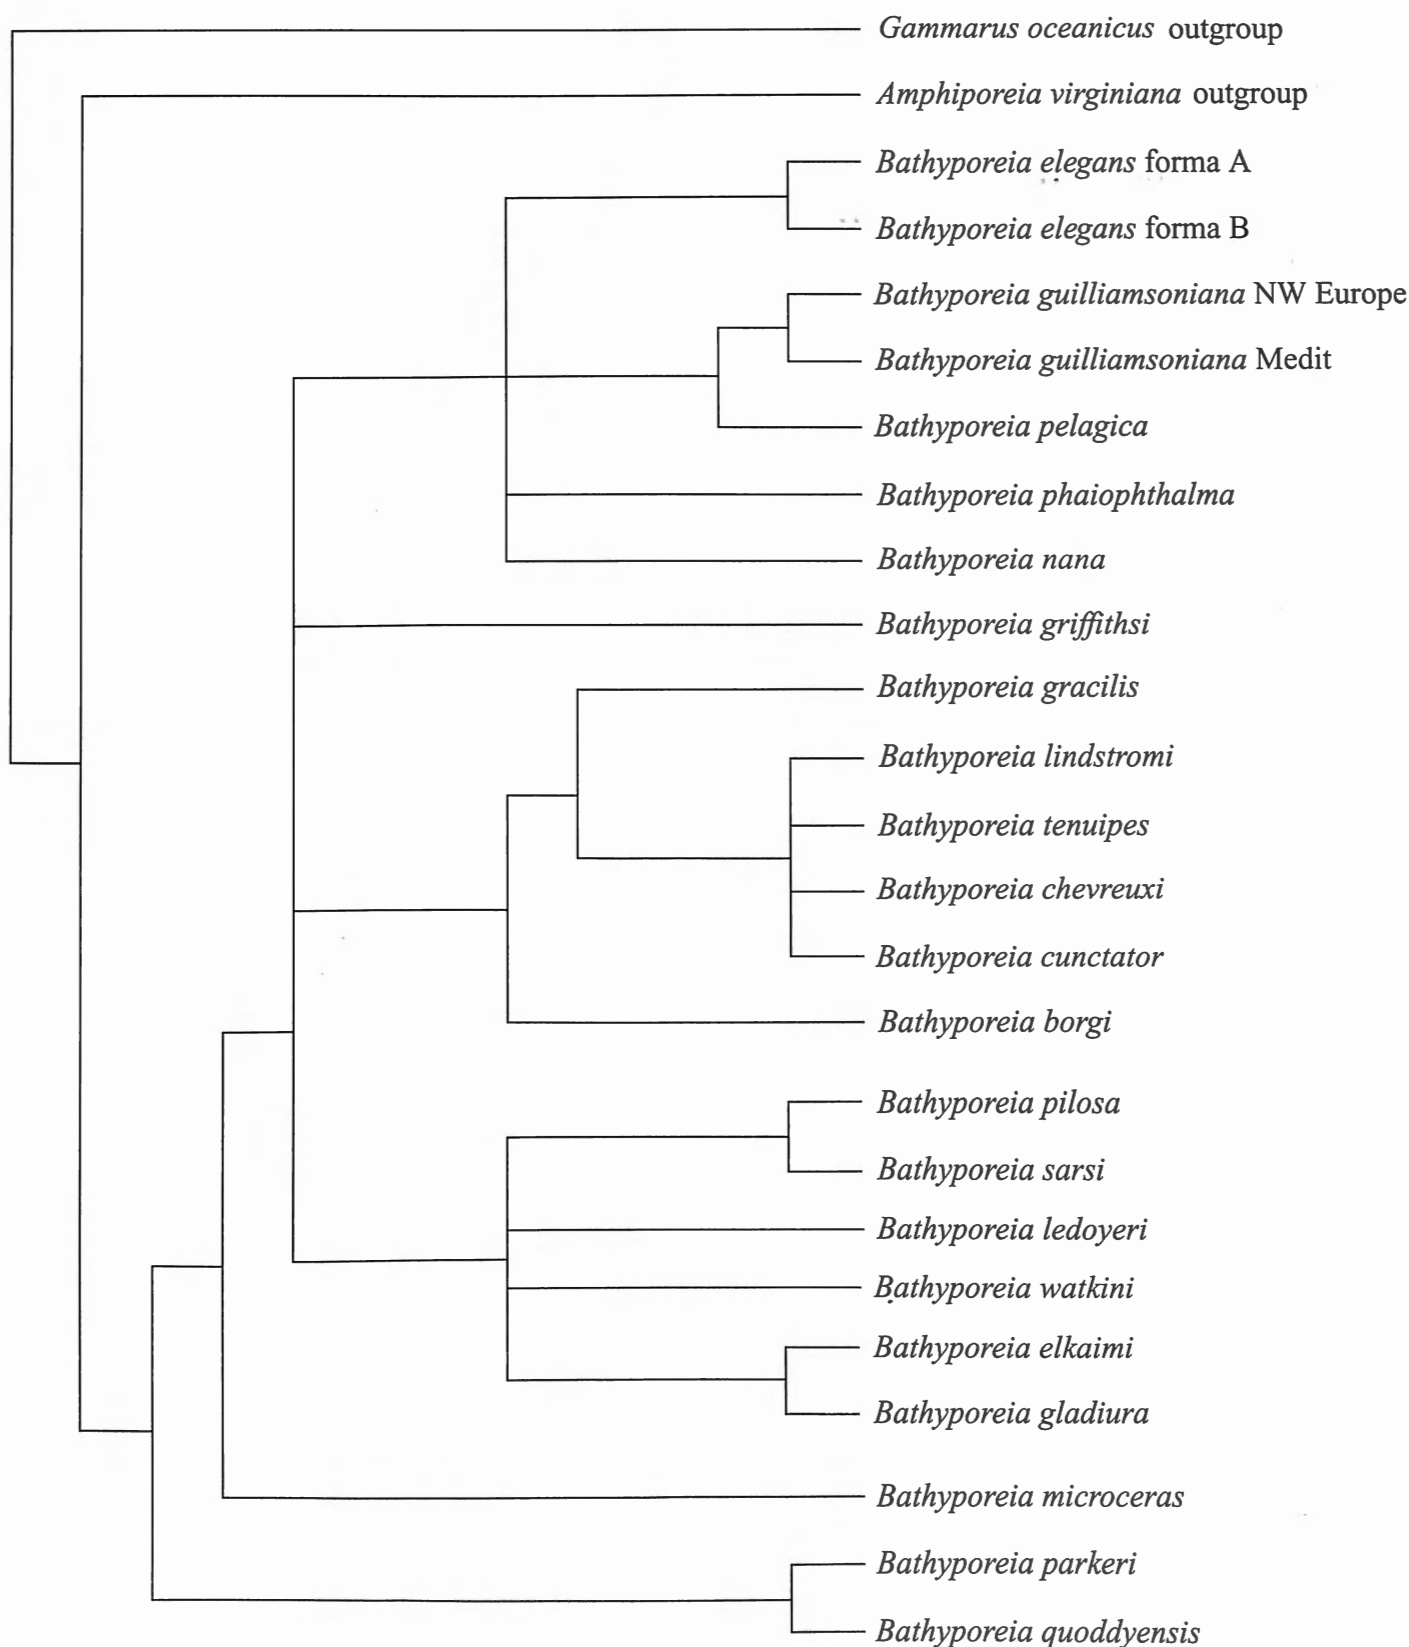 Gammarus oceanicus outgroup
Amphiporeia virginiana outgroup
Bathyporeia elegans forma A
Bathyporeia elegans forma B
Bathyporeia guilliamsoniana NW Europe
Bathyporeia guilliamsoniana Medit
Bathyporeia pelagica
Bathyporeia phaiophthalma
Bathyporeia nana
Bathyporeia griffithsi
Bathyporeia gracilis
Bathyporeia lindstromi
Bathyporeia tenuipes
Bathyporeia chevreuxi
Bathyporeia cunctator
Bathyporeia borgi
Bathyporeia pilosa
Bathyporeia sarsi
Bathyporeia ledoyeri
Bathyporeia watkini
Bathyporeia elkaimi
Bathyporeia gladiura
Bathyporeia microceras
Bathyporeia parkeri
Bathyporeia quoddyensis